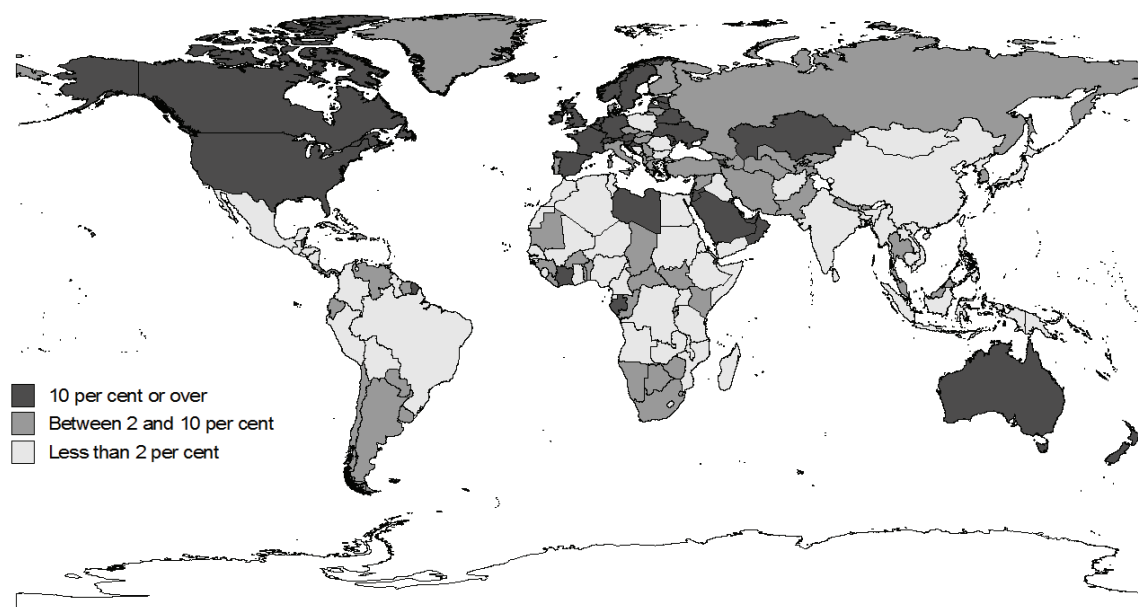 10 per cent or over
Between 2 and 10 per cent
Less than 2 per cent